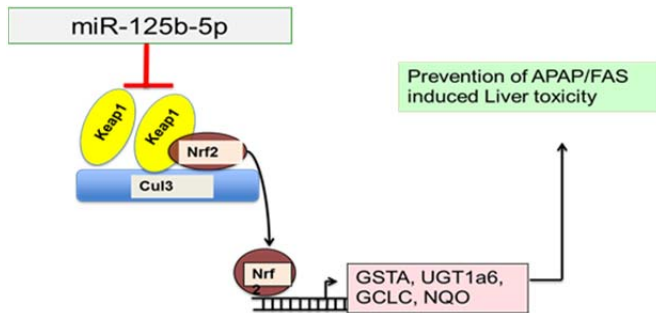 miR-125b-5p
Prevention of APAP/FAS
induced Liver toxicity
Keap1
Keap1
Nrf2
Cul3
Nrf
2
GSTA, UGT1a6,
GCLC, NQO